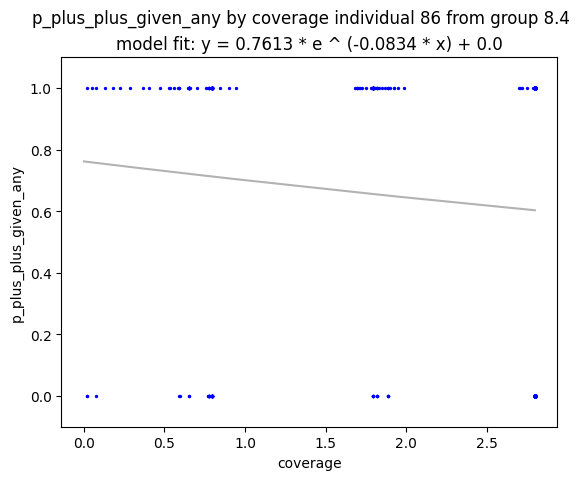 p_plus_plus_given_any by coverage individual 86 from group 8.4
model fit: y = 0.7613 * e ^ (-0.0834 * x) + 0.0
1.0
0.8
0.6
0.4
0.2
0.0
p_plus_plus_given_any
0.0 0.5 1.0 1.5 2.0 2.5
coverage